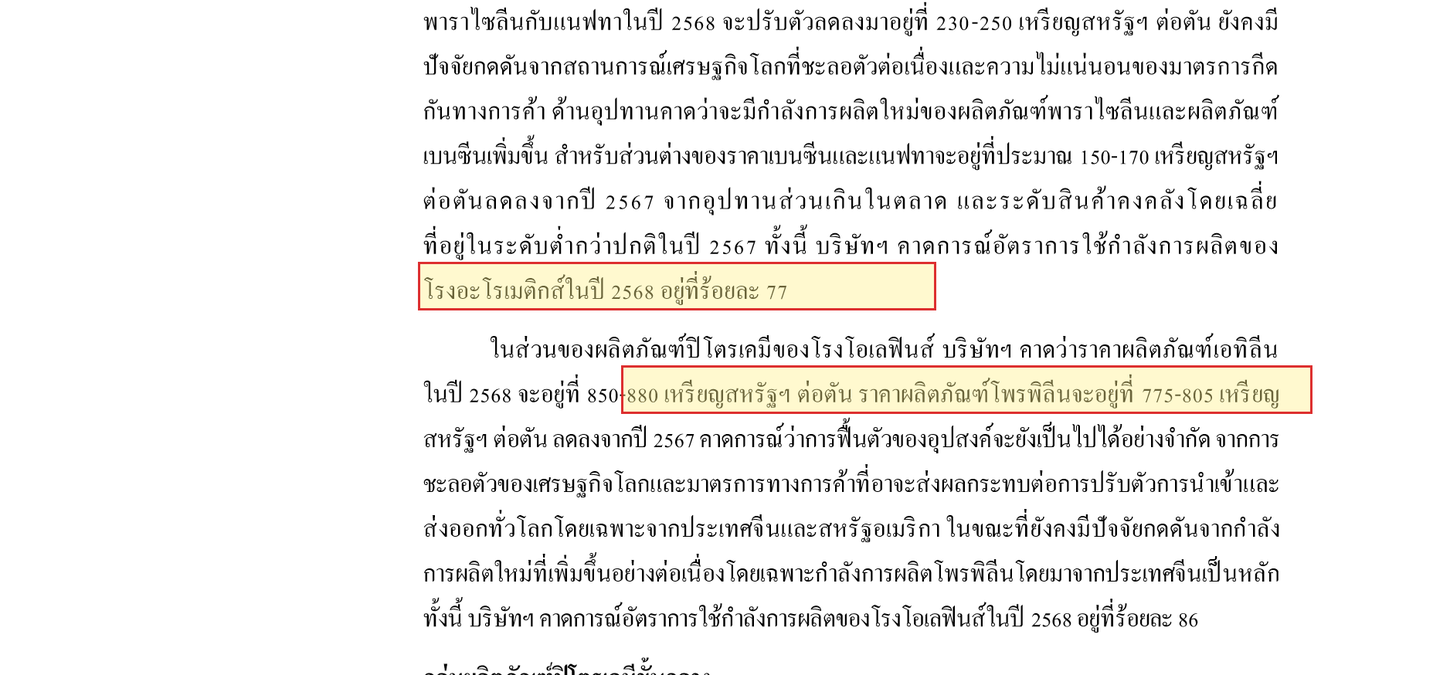 พาราไซลีนกับแนฟทาในปี 2568 จะปรับตัวลดลงมาอยู่ที่ 230-250 เหรียญสหรัฐฯ ต่อตัน ยังคงมี
ปัจจัยกดดันจากสถานการณ์เศรษฐกิจโลกที่ชะลอตัวต่อเนื่องและความไม่แน่นอนของมาตรการกีด
กันทางการค้า ด้านอุปทานคาดว่าจะมีกำลังการผลิตใหม่ของผลิตภัณฑ์พาราไซลีนและผลิตภัณฑ์
เบนซีนเพิ่มขึ้น สำหรับส่วนต่างของราคาเบนซีนและแนฟทาจะอยู่ที่ประมาณ 150-170 เหรียญสหรัฐฯ
ต่อตันลดลงจากปี 2567 จากอุปทานส่วนเกินในตลาด และระดับสินค้าคงคลังโดยเฉลี่ย
ที่อยู่ในระดับต่ำกว่าปกติในปี 2567 ทั้งนี้ บริษัทฯ คาดการณ์อัตราการใช้กำลังการผลิตของ
โรงอะโรเมติกส์ในปี 2568 อยู่ที่ร้อยละ 77
ในส่วนของผลิตภัณฑ์ปิโตรเคมีของโรงโอเลฟินส์ บริษัทฯ คาดว่าราคาผลิตภัณฑ์เอทิลีน
ในปี 2568 จะอยู่ที่ 850-880 เหรียญสหรัฐฯ ต่อตัน ราคาผลิตภัณฑ์โพรพิลีนจะอยู่ที่ 775-805 เหรียญ
สหรัฐฯ ต่อตัน ลดลงจากปี 2567 คาดการณ์ว่าการฟื้นตัวของอุปสงค์จะยังเป็นไปได้อย่างจำกัด จากการ
ชะลอตัวของเศรษฐกิจโลกและมาตรการทางการค้าที่อาจะส่งผลกระทบต่อการปรับตัวการนำเข้าและ
ส่งออกทั่วโลกโดยเฉพาะจากประเทศจีนและสหรัฐอเมริกา ในขณะที่ยังคงมีปัจจัยกดดันจากกำลัง
การผลิตใหม่ที่เพิ่มขึ้นอย่างต่อเนื่องโดยเฉพาะกำลังการผลิตโพรพิลีนโดยมาจากประเทศจีนเป็นหลัก
ทั้งนี้ บริษัทฯ คาดการณ์อัตราการใช้กำลังการผลิตของโรงโอเลฟินส์ในปี 2568 อยู่ที่ร้อยละ 86